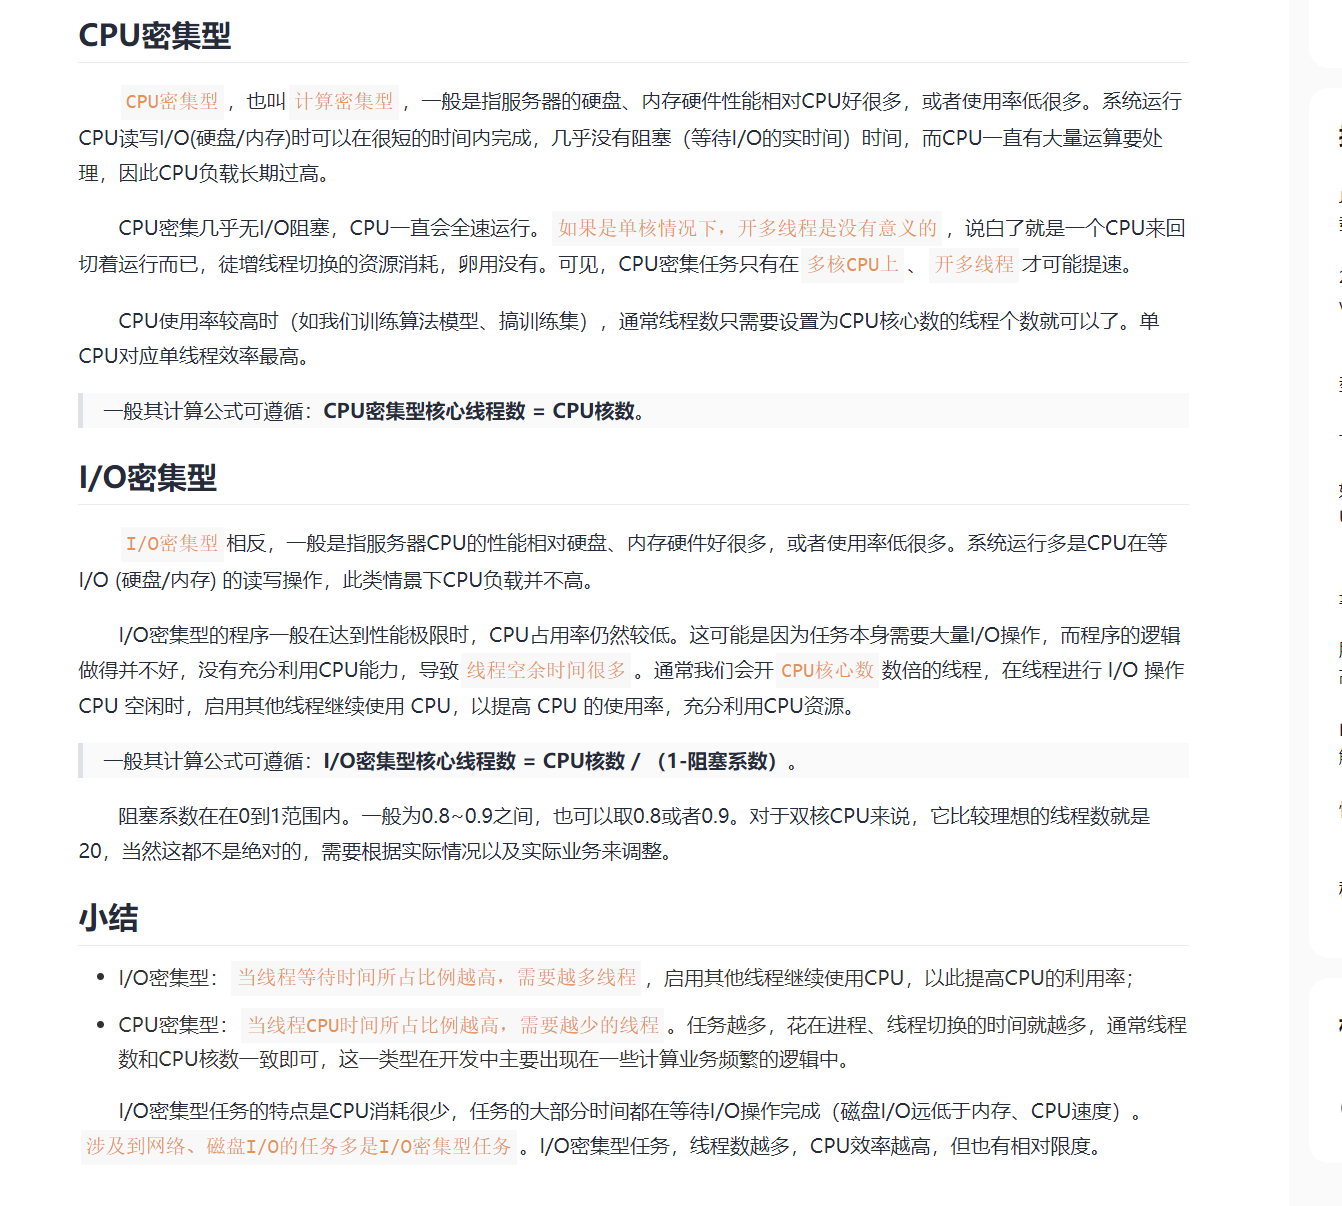 CPU密集型
CPU密集型 ，也叫 计算密集型 ，一般是指服务器的硬盘、内存硬件性能相对CPU好很多，或者使用率低很多。系统运行
CPU读写I/O(硬盘/内存)时可以在很短的时间内完成，几乎没有阻塞（等待I/O的实时间）时间，而CPU一直有大量运算要处
理，因此CPU负载长期过高。
CPU密集几乎无I/O阻塞，CPU一直会全速运行。 如果是单核情况下，开多线程是没有意义的 ，说白了就是一个CPU来回
切着运行而已，徒增线程切换的资源消耗，卵用没有。可见，CPU密集任务只有在 多核CPU上 、 开多线程 才可能提速。
CPU使用率较高时（如我们训练算法模型、搞训练集），通常线程数只需要设置为CPU核心数的线程个数就可以了。单
CPU对应单线程效率最高。
一般其计算公式可遵循：CPU密集型核心线程数 = CPU核数。
I/O密集型
I/O密集型 相反，一般是指服务器CPU的性能相对硬盘、内存硬件好很多，或者使用率低很多。系统运行多是CPU在等
I/O (硬盘/内存) 的读写操作，此类情景下CPU负载并不高。
I/O密集型的程序一般在达到性能极限时，CPU占用率仍然较低。这可能是因为任务本身需要大量I/O操作，而程序的逻辑
做得并不好，没有充分利用CPU能力，导致 线程空余时间很多 。通常我们会开 CPU核心数 数倍的线程，在线程进行 I/O 操作
CPU 空闲时，启用其他线程继续使用 CPU，以提高 CPU 的使用率，充分利用CPU资源。
一般其计算公式可遵循：I/O密集型核心线程数 = CPU核数 / （1-阻塞系数）。
阻塞系数在在0到1范围内。一般为0.8~0.9之间，也可以取0.8或者0.9。对于双核CPU来说，它比较理想的线程数就是
20，当然这都不是绝对的，需要根据实际情况以及实际业务来调整。
小结
• I/O密集型： 当线程等待时间所占比例越高，需要越多线程 ，启用其他线程继续使用CPU，以此提高CPU的利用率；
• CPU密集型： 当线程CPU时间所占比例越高，需要越少的线程 。任务越多，花在进程、线程切换的时间就越多，通常线程
数和CPU核数一致即可，这一类型在开发中主要出现在一些计算业务频繁的逻辑中。
I/O密集型任务的特点是CPU消耗很少，任务的大部分时间都在等待I/O操作完成（磁盘I/O远低于内存、CPU速度）。
涉及到网络、磁盘I/O的任务多是I/O密集型任务 。I/O密集型任务，线程数越多，CPU效率越高，但也有相对限度。